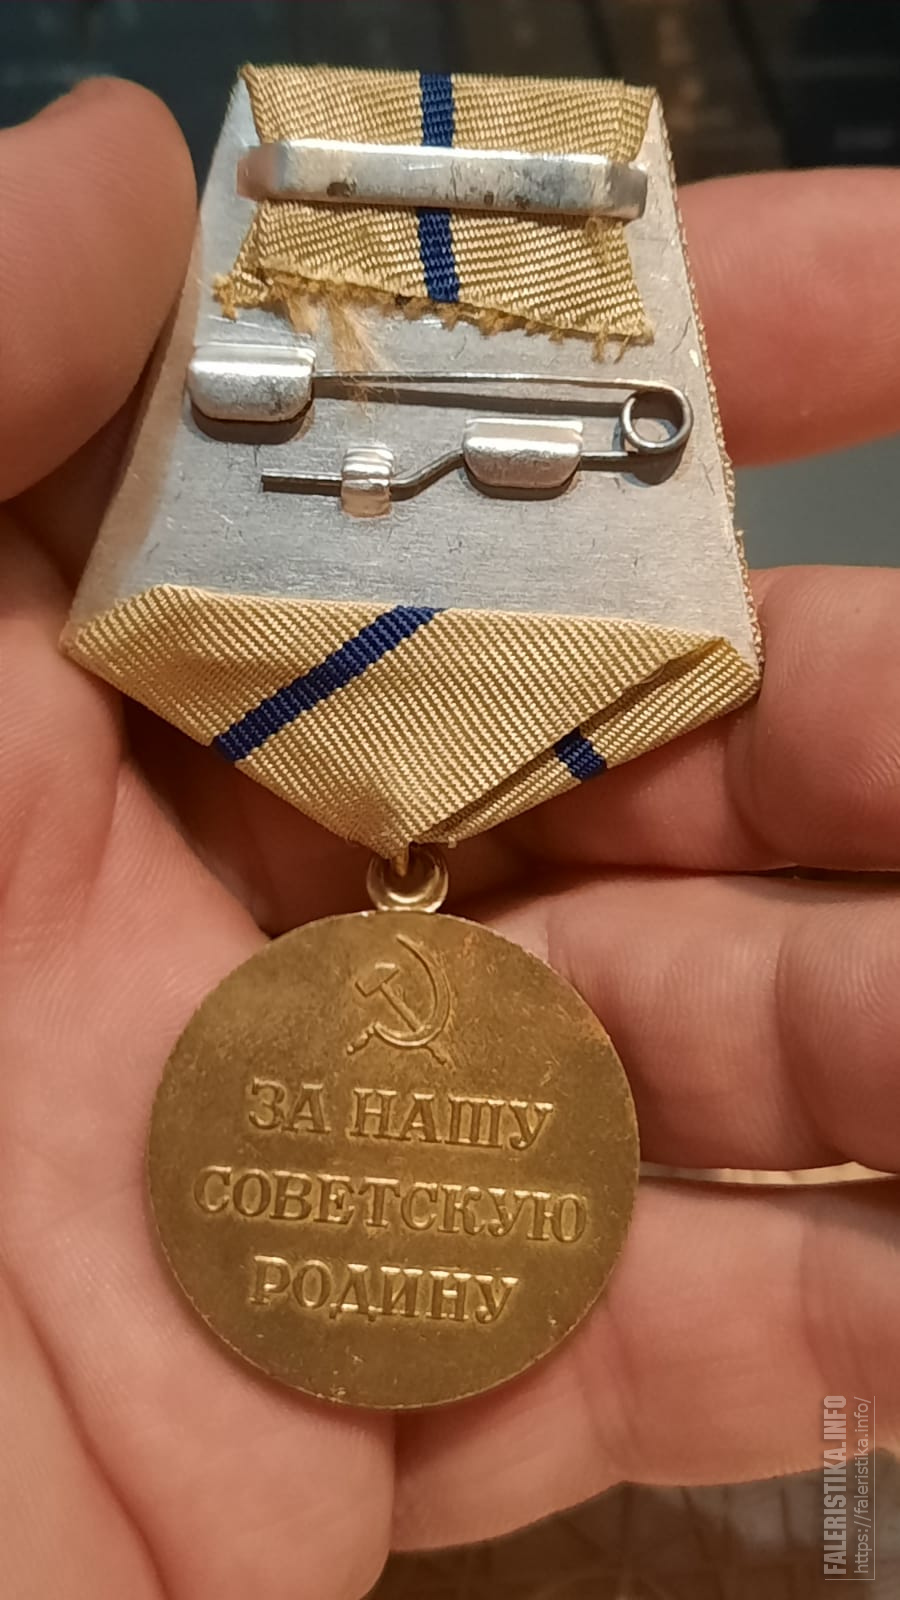 ЗА НАШУ
СОВЕТСКУЮ
РОДИНУ
FALERISTIKA.INFO
https://faleristika.info/